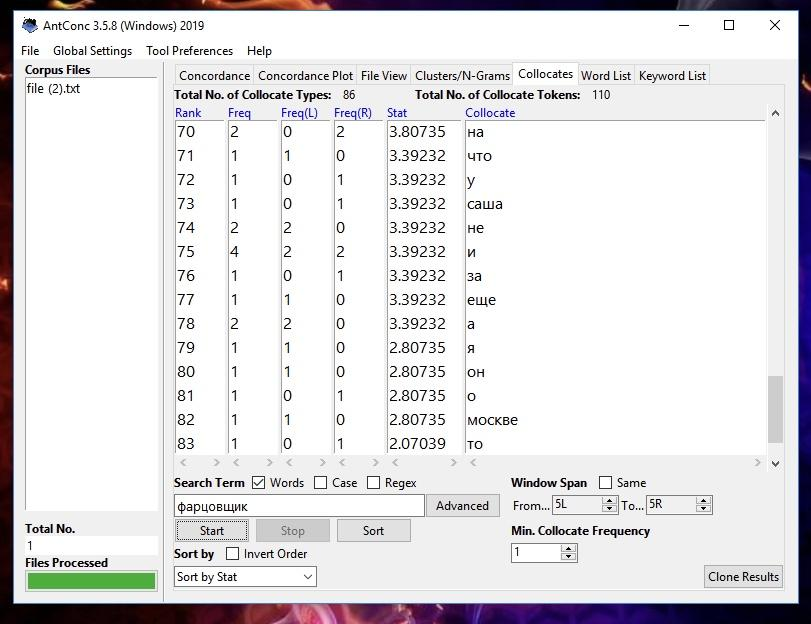 AntConc 3.5.8 (Windows) 2019
File Global Settings Tool Preferences Help
Corpus Files
file (2).txt
Concordance Concordance Plot File View Clusters/N-Grams Collocates Word List Keyword List
Total No. of Collocate Types: 86 Total No. of Collocate Tokens: 110
Rank Freq Freq(L) Freq(R) Stat Collocate
70 2 0 2 3.80735 на
71 1 1 0 3.39232 что
72 1 0 1 3.39232 у
73 1 0 1 3.39232 саша
74 2 2 0 3.39232 не
75 4 2 2 3.39232 и
76 1 0 1 3.39232 за
77 1 1 0 3.39232 еще
78 2 2 0 3.39232 а
79 1 1 0 2.80735 я
80 1 1 0 2.80735 он
81 1 0 1 2.80735 о
82 1 1 0 2.80735 москве
83 1 0 1 2.07039 то
Search Term Words Case Regex Window Span Same
фарцовщик Advanced From... 5L To... 5R
Start Stop Sort Min. Collocate Frequency
Sort by Invert Order 1
Sort by Stat Clone Results
Total No.
1
Files Processed